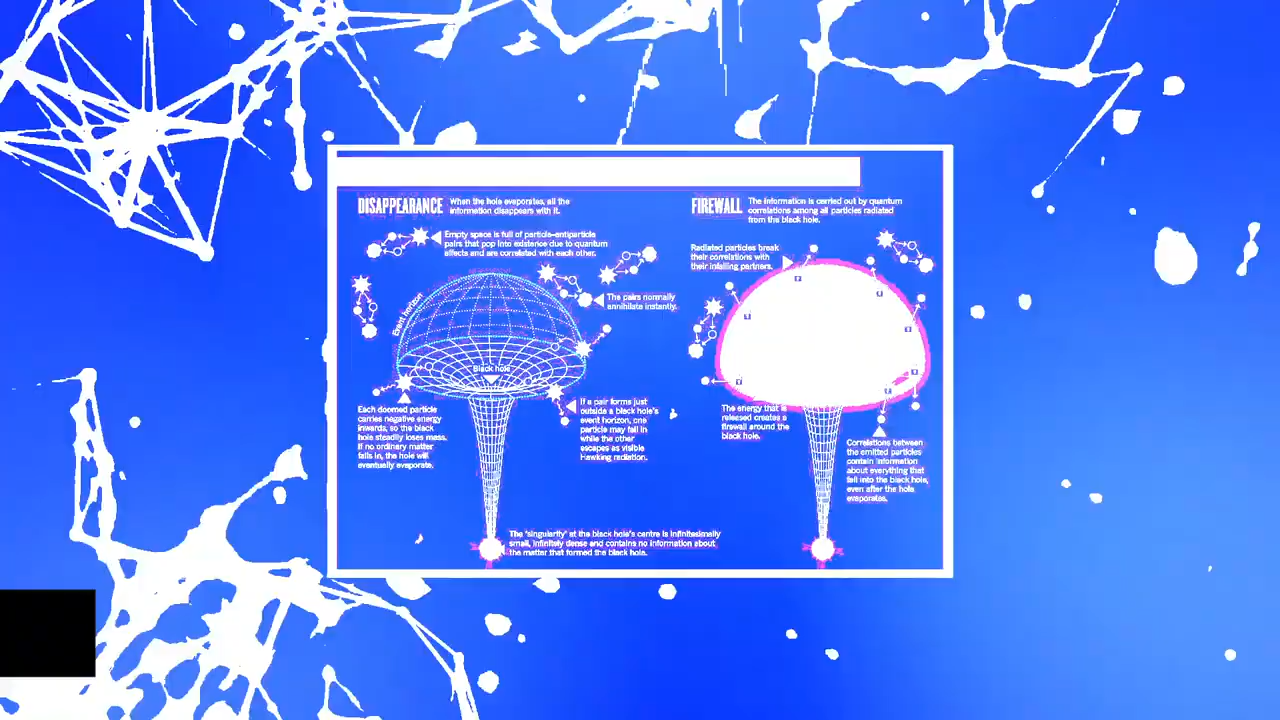 DISAPPEARANCE
When the hole evaporates, all the
information disappears with it.
Empty space is full of particle–antiparticle
pairs that pop into existence due to quantum
effects and are correlated with each other.
The pairs normally
annihilate instantly.
Event horizon
Black hole
Each doomed particle
carries negative energy
inwards, so the black
hole steadily loses mass.
If no ordinary matter
falls in, the hole will
eventually evaporate.
If a pair forms just
outside a black hole's
event horizon, one
particle may fall in
while the other
escapes as visible
Hawking radiation.
The 'singularity' at the black hole's centre is infinitesimally
small, infinitely dense and contains no information about
the matter that formed the black hole.
FIREWALL
The information is carried out by quantum
correlations among all particles radiated
from the black hole.
Radiated particles break
their correlations with
their infalling partners.
The energy that is
released creates a
firewall around the
black hole.
Correlations between
the emitted particles
contain information
about everything that
fell into the black hole,
even after the hole
evaporates.